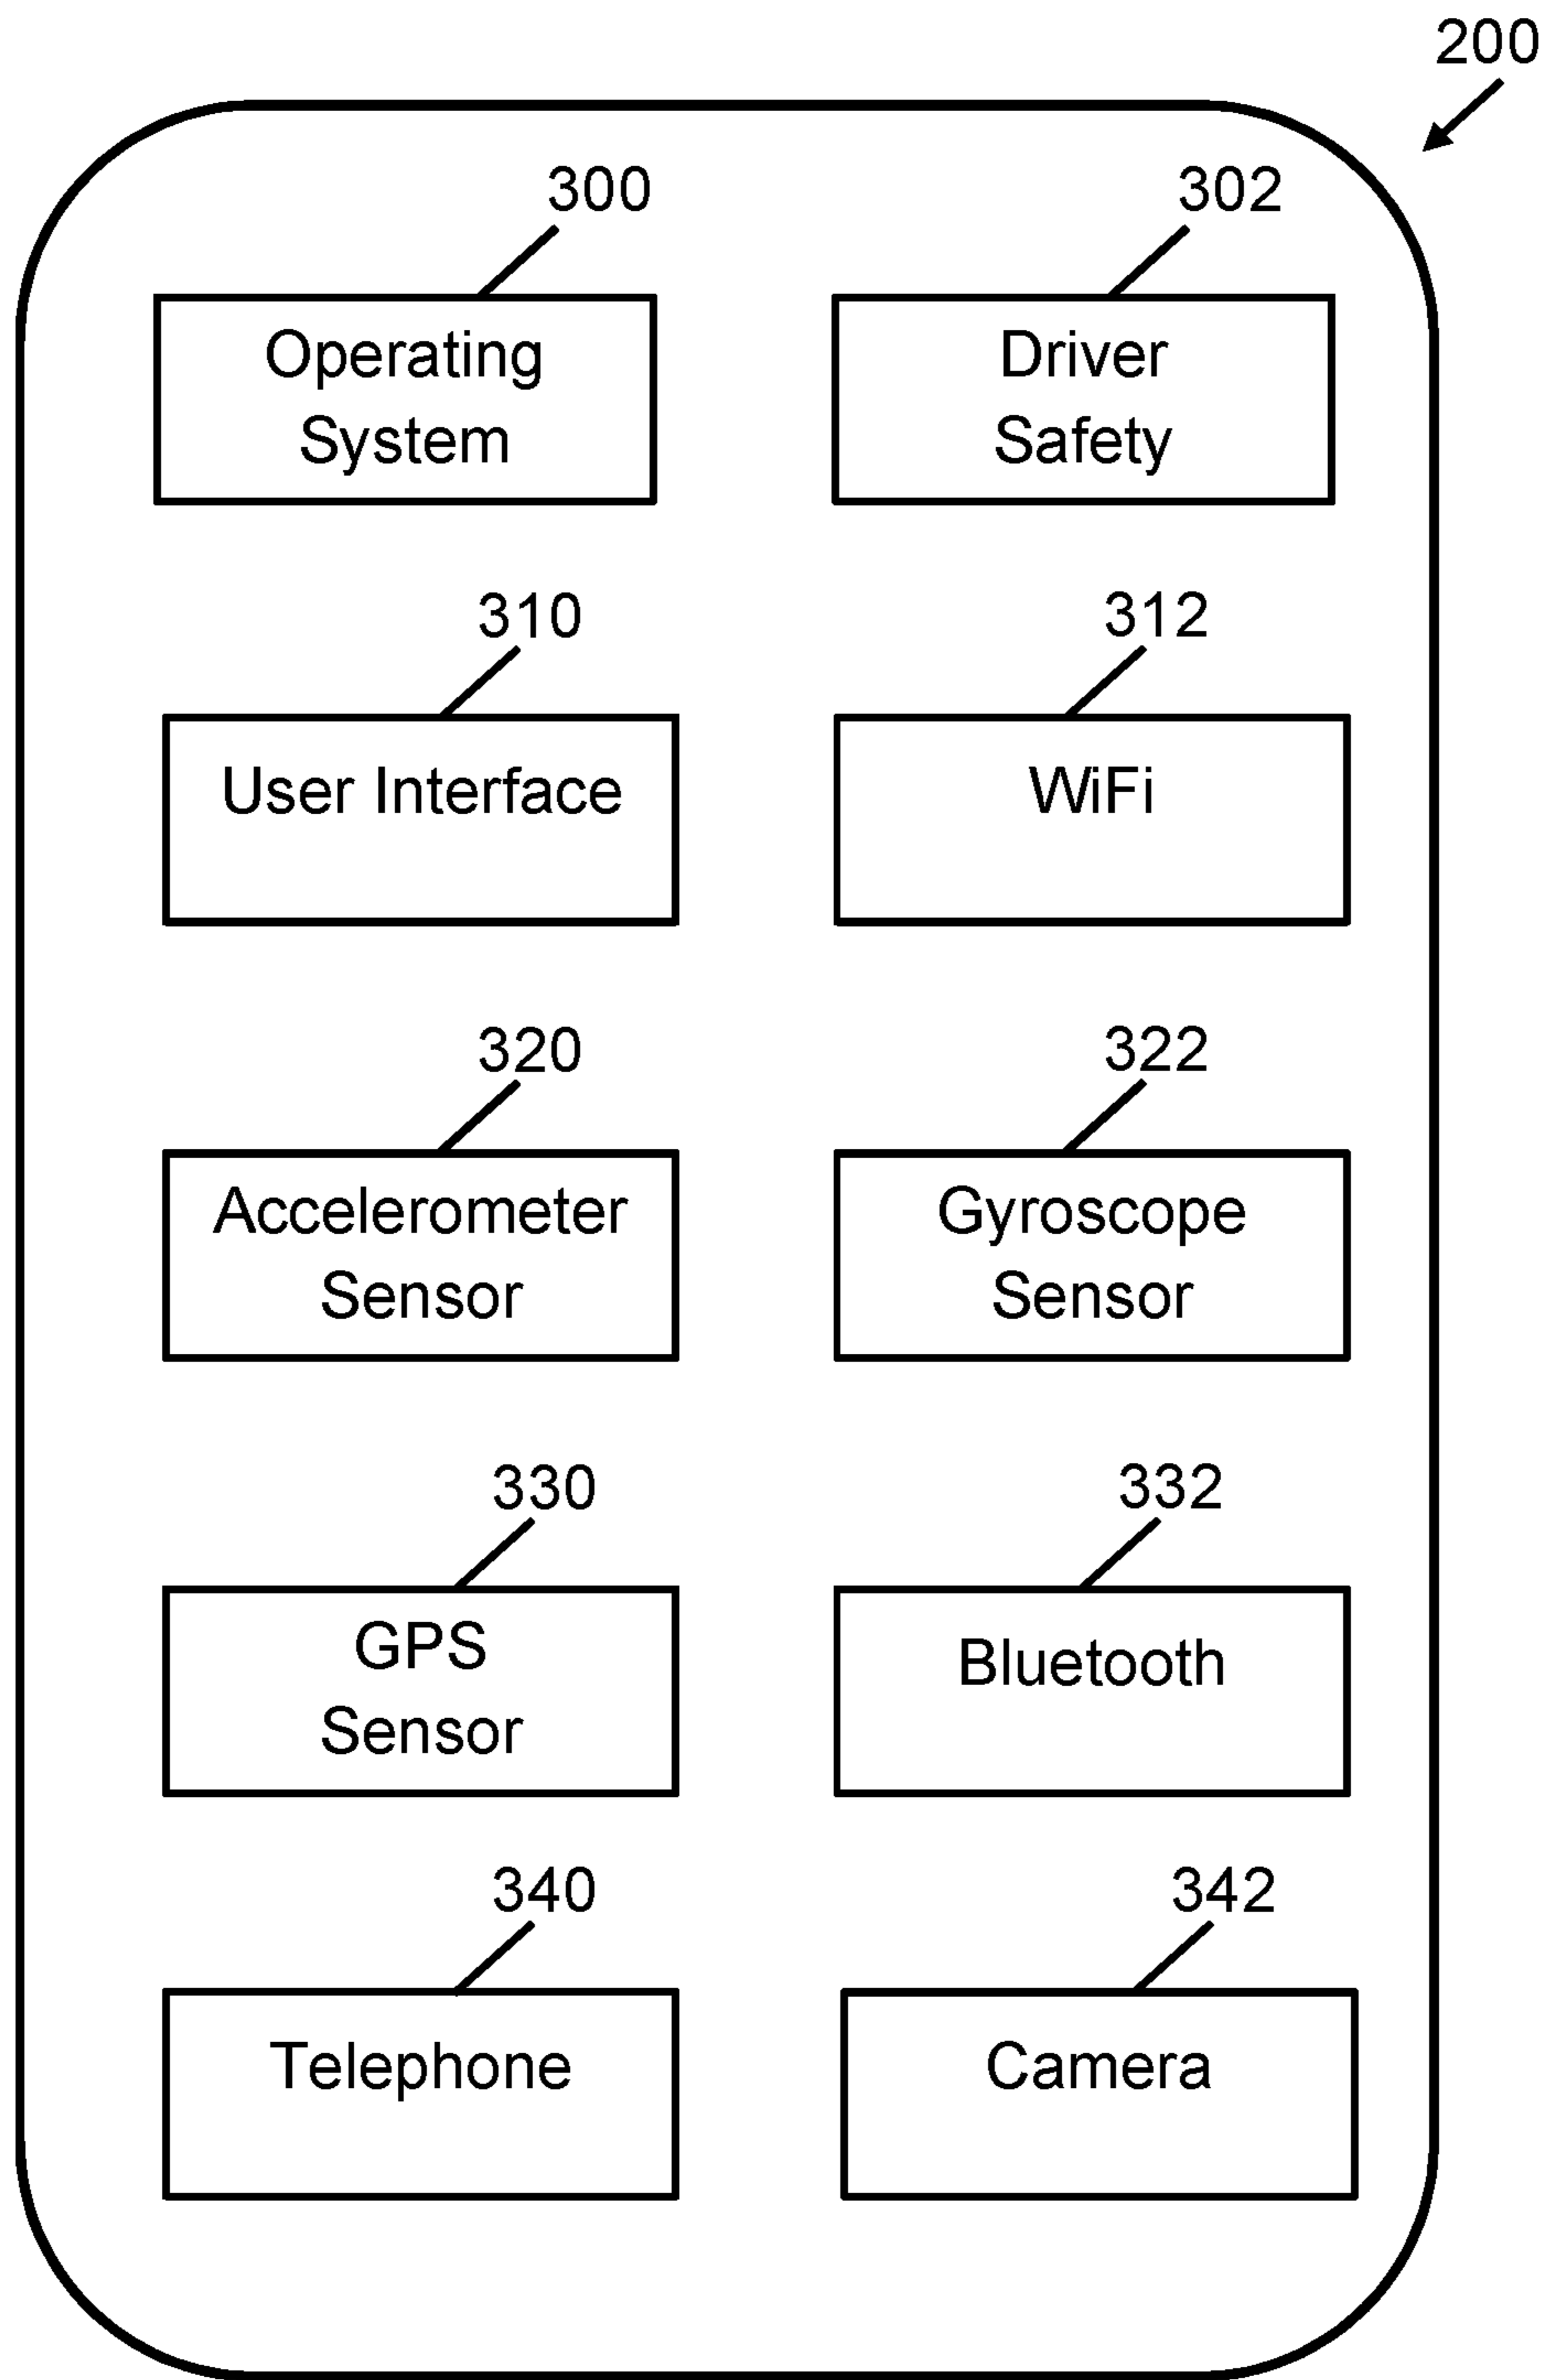 200
300
302
Operating
System
Driver
Safety
310
312
User Interface
WiFi
320
322
Accelerometer
Sensor
Gyroscope
Sensor
330
332
GPS
Sensor
Bluetooth
340
342
Telephone
Camera